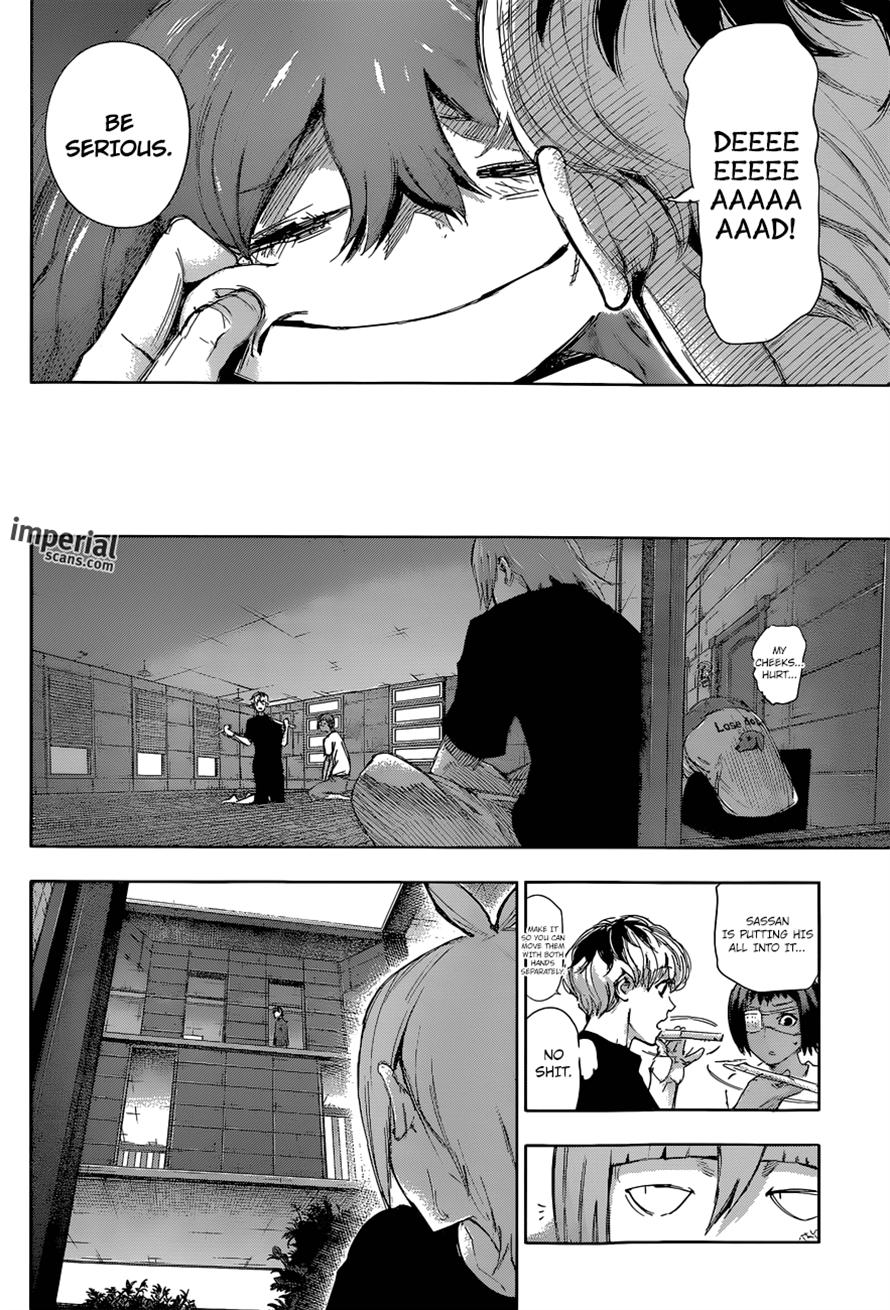 DEEEE
EEEEE
AAAAA
AAAD!
BE
SERIOUS.
imperial
scans.com
MY
CHEEKS...
HURT...
Lose
SASSAN
IS PUTTING HIS
ALL INTO IT...
MAKE IT
SO YOU CAN
MOVE THEM
WITH BOTH
HANDS
SEPARATELY.
NO
SHIT.